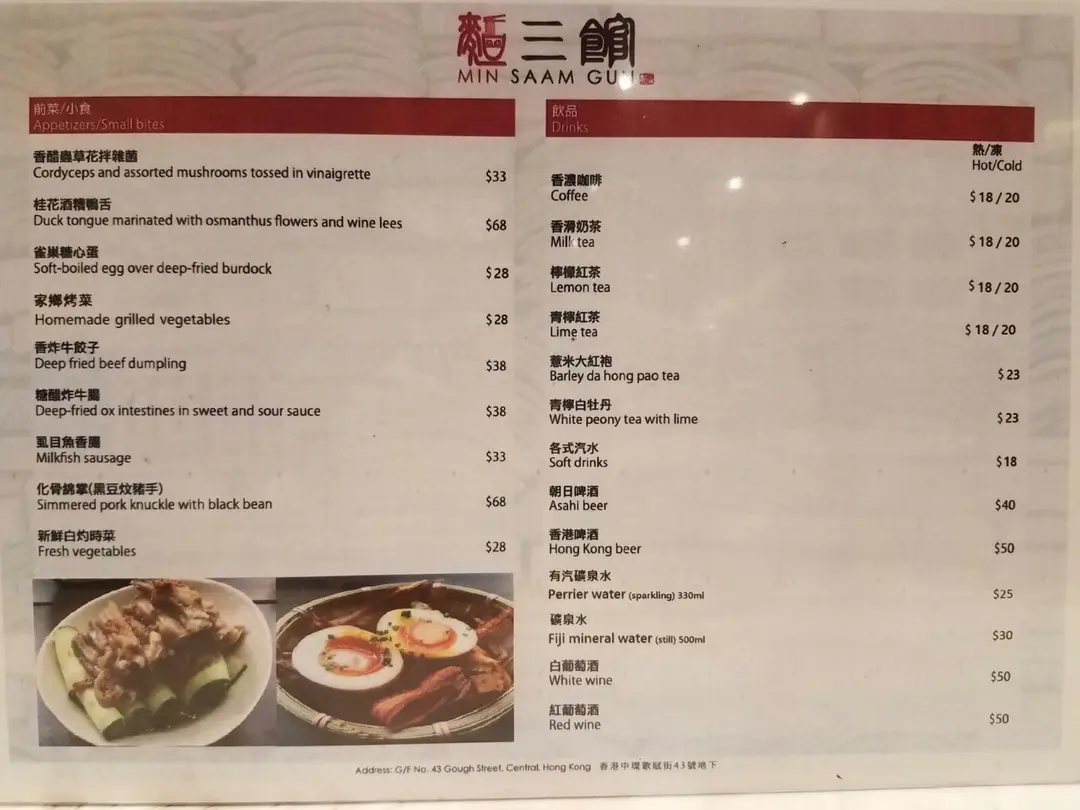 麵三館
MIN SAAM GUN
前菜/小食
Appetizers/Small bites
香醋蟲草花拌雜菌
Cordyceps and assorted mushrooms tossed in vinaigrette
$33
桂花酒糟鴨舌
Duck tongue marinated with osmanthus flowers and wine lees
$68
雀巢糖心蛋
Soft-boiled egg over deep-fried burdock
$28
家鄉烤菜
Homemade grilled vegetables
$28
香炸牛餃子
Deep fried beef dumpling
$38
糖醋炸牛腸
Deep-fried ox intestines in sweet and sour sauce
$38
虱目魚香腸
Milkfish sausage
$33
化骨綿掌(黑豆炆豬手)
Simmered pork knuckle with black bean
$68
新鮮白灼時菜
Fresh vegetables
$28
飲品
Drinks
熱/凍
Hot/Cold
香濃咖啡
Coffee
$18/20
香滑奶茶
Milk tea
$18/20
檸檬紅茶
Lemon tea
$18/20
青檸紅茶
Lime tea
$18/20
薏米大紅袍
Barley da hong pao tea
$23
青檸白牡丹
White peony tea with lime
$23
各式汽水
Soft drinks
$18
朝日啤酒
Asahi beer
$40
香港啤酒
Hong Kong beer
$50
有汽礦泉水
Perrier water (sparkling) 330ml
$25
礦泉水
Fiji mineral water (still) 500ml
$30
白葡萄酒
White wine
$50
紅葡萄酒
Red wine
$50
Address: G/F No. 43 Gough Street, Central, Hong Kong 香港中環歌賦街43號地下